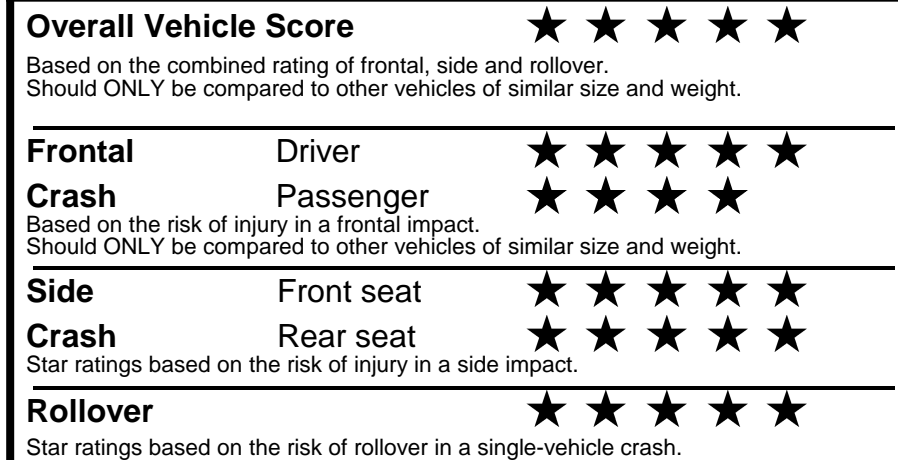 Overall Vehicle Score ★ ★ ★ ★ ★
Based on the combined rating of frontal, side and rollover.
Should ONLY be compared to other vehicles of similar size and weight.
Frontal Driver ★ ★ ★ ★ ★
Crash Passenger ★ ★ ★ ★
Based on the risk of injury in a frontal impact.
Should ONLY be compared to other vehicles of similar size and weight.
Side Front seat ★ ★ ★ ★ ★
Crash Rear seat ★ ★ ★ ★ ★
Star ratings based on the risk of injury in a side impact.
Rollover ★ ★ ★ ★ ★
Star ratings based on the risk of rollover in a single-vehicle crash.